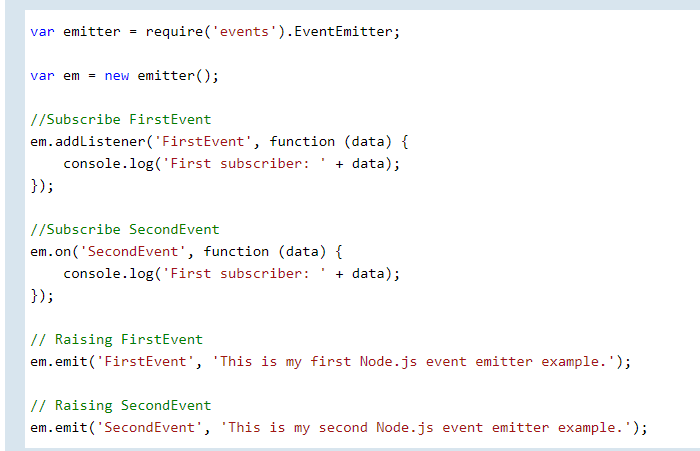 var emitter = require('events').EventEmitter;
var em = new emitter();
//Subscribe FirstEvent
em.addListener('FirstEvent', function (data) {
    console.log('First subscriber: ' + data);
});
//Subscribe SecondEvent
em.on('SecondEvent', function (data) {
    console.log('First subscriber: ' + data);
});
// Raising FirstEvent
em.emit('FirstEvent', 'This is my first Node.js event emitter example.');
// Raising SecondEvent
em.emit('SecondEvent', 'This is my second Node.js event emitter example.');